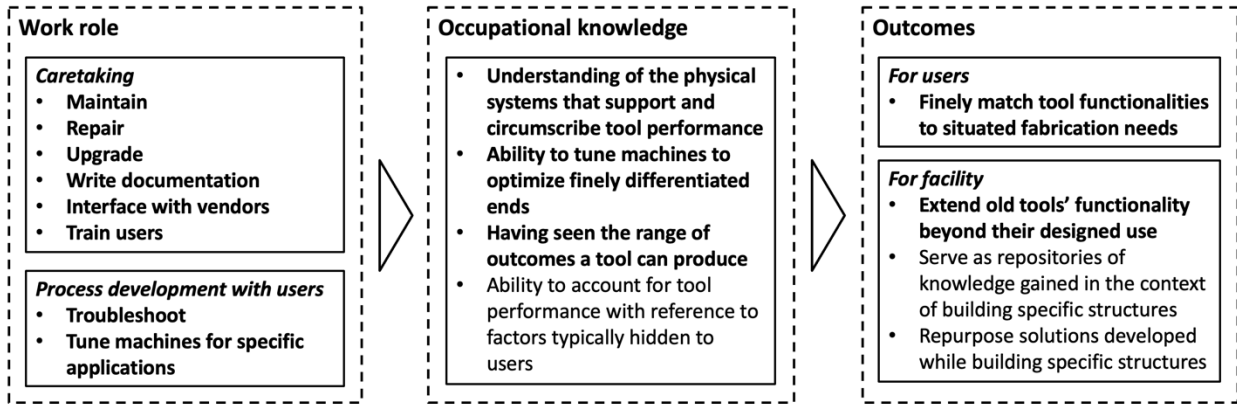 Work role
Caretaking
• Maintain
• Repair
• Upgrade
• Write documentation
• Interface with vendors
• Train users
Process development with users
• Troubleshoot
• Tune machines for specific
applications
Occupational knowledge
• Understanding of the physical
systems that support and
circumscribe tool performance
• Ability to tune machines to
optimize finely differentiated
ends
• Having seen the range of
outcomes a tool can produce
• Ability to account for tool
performance with reference to
factors typically hidden to
users
Outcomes
For users
• Finely match tool functionalities
to situated fabrication needs
For facility
• Extend old tools’ functionality
beyond their designed use
• Serve as repositories of
knowledge gained in the context
of building specific structures
• Repurpose solutions developed
while building specific structures